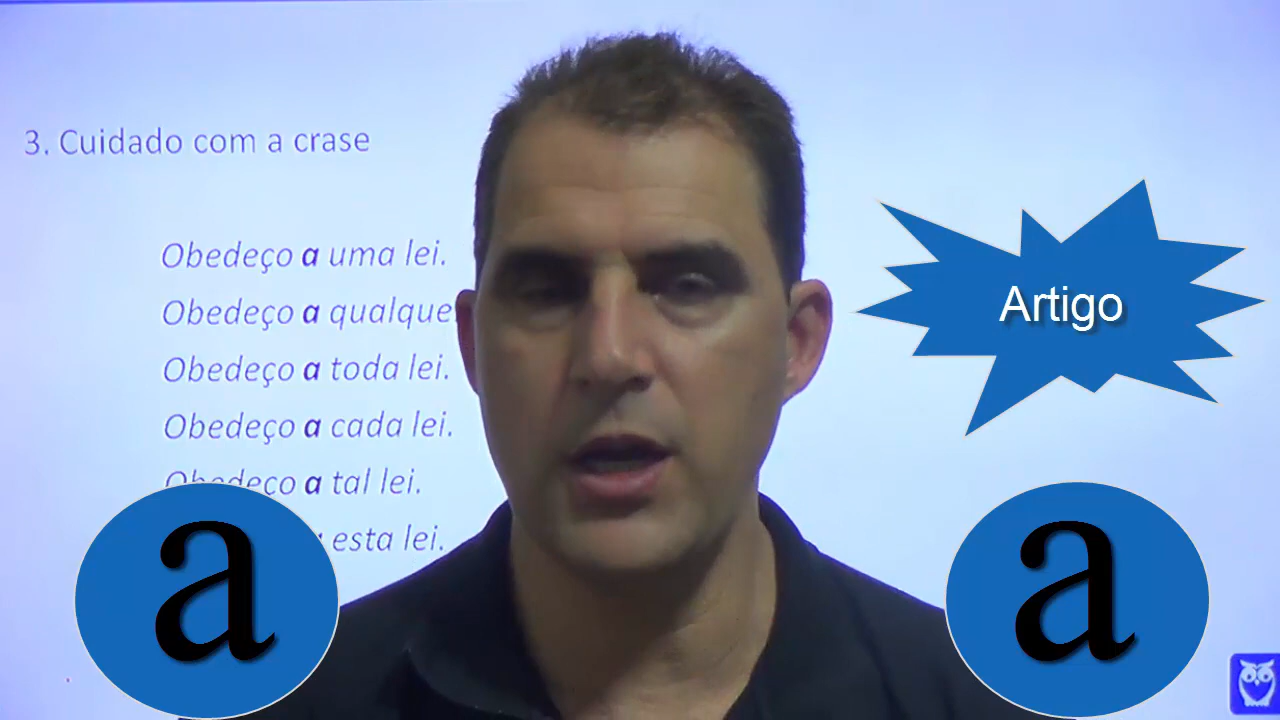 3. Cuidado com a crase
Obedeço a uma lei.
Obedeço a
Obedeço a toda lei.
Obedeço a cada lei.
Obedeço a tal lei.
esta lei.
Artigo
a
a